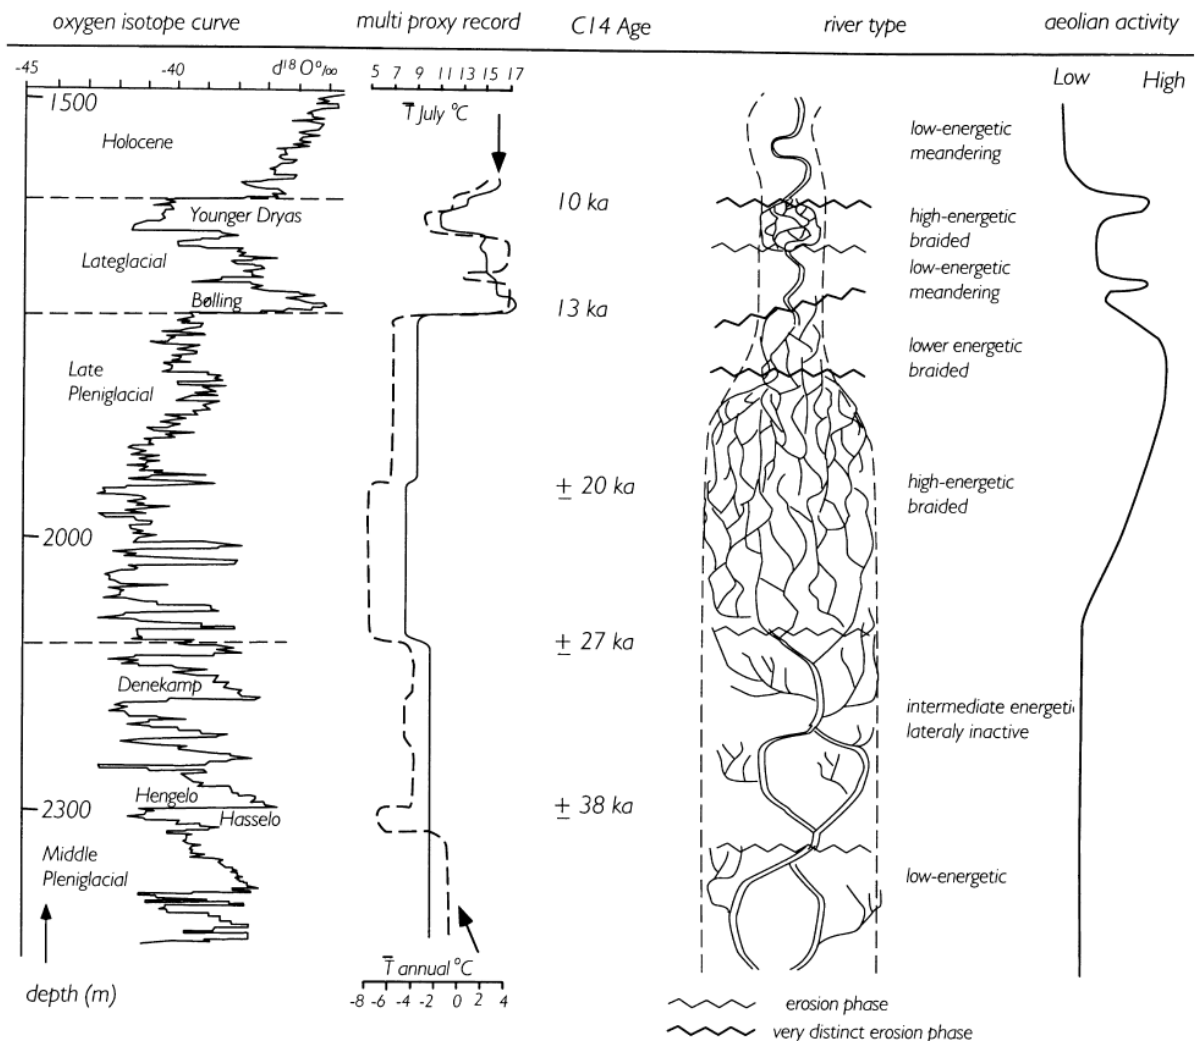 oxygen isotope curve
multi proxy record
C14 Age
river type
aeolian activity
-45
-40
d¹⁸O‰
5 7 9 11 13 15 17
Low
High
1500
T̅ July °C
Holocene
low-energetic
meandering
10 ka
Younger Dryas
high-energetic
braided
Lateglacial
low-energetic
meandering
Bølling
13 ka
lower energetic
braided
Late
Pleniglacial
± 20 ka
high-energetic
braided
2000
± 27 ka
Denekamp
intermediate energeti
lateraly inactive
Hengelo
2300
Hasselo
± 38 ka
Middle
Pleniglacial
low-energetic
T̅ annual °C
depth (m)
-8 -6 -4 -2 0 2 4
erosion phase
very distinct erosion phase